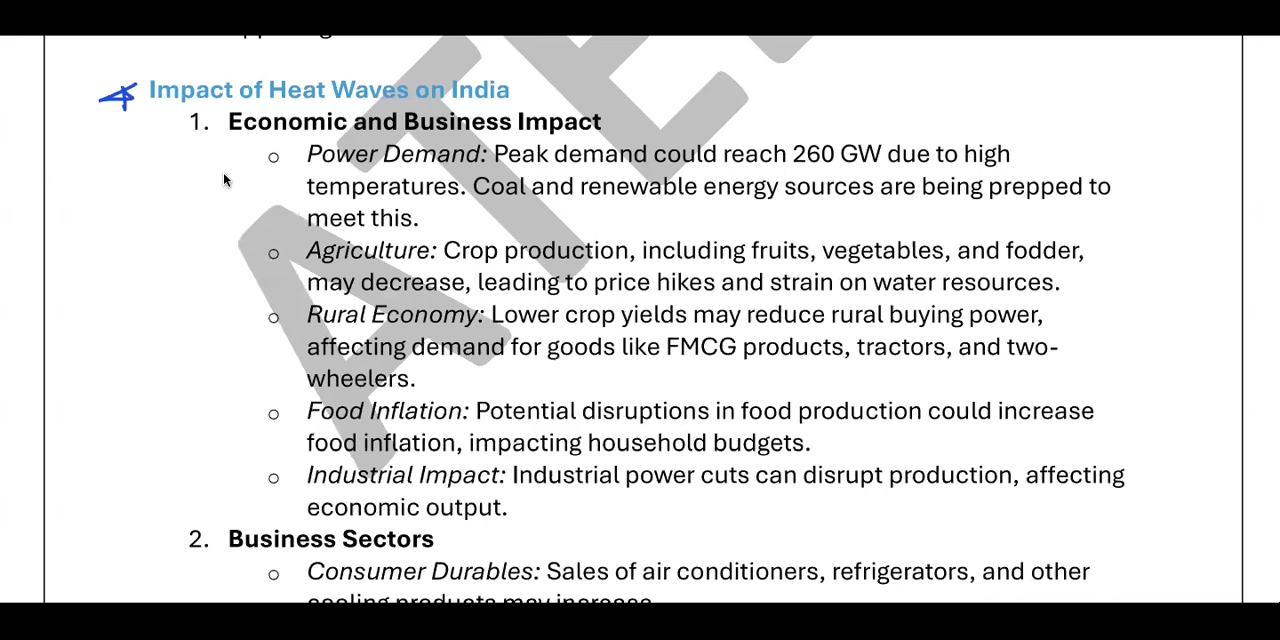 Impact of Heat Waves on India
1. Economic and Business Impact
o Power Demand: Peak demand could reach 260 GW due to high
temperatures. Coal and renewable energy sources are being prepped to
meet this.
o Agriculture: Crop production, including fruits, vegetables, and fodder,
may decrease, leading to price hikes and strain on water resources.
o Rural Economy: Lower crop yields may reduce rural buying power,
affecting demand for goods like FMCG products, tractors, and two-
wheelers.
o Food Inflation: Potential disruptions in food production could increase
food inflation, impacting household budgets.
o Industrial Impact: Industrial power cuts can disrupt production, affecting
economic output.
2. Business Sectors
o Consumer Durables: Sales of air conditioners, refrigerators, and other
cooling products may increase.